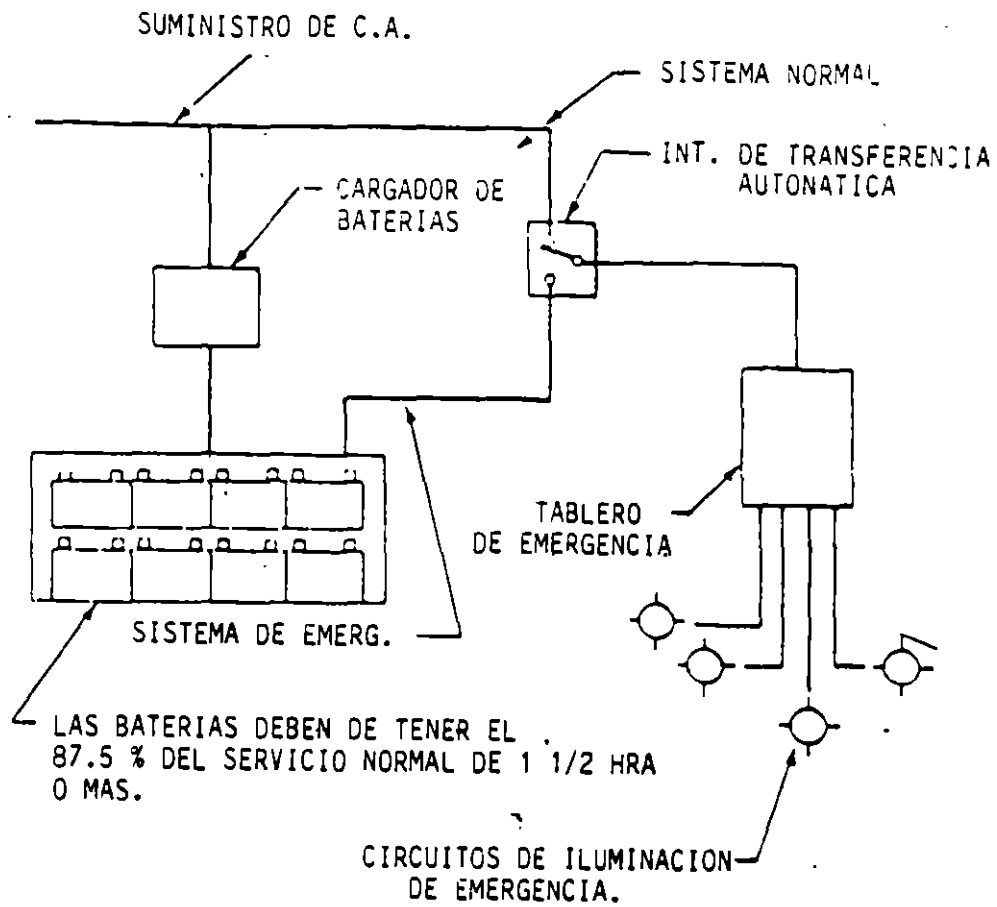 SUMINISTRO DE C.A.
SISTEMA NORMAL
INT. DE TRANSFERENCIA
AUTONATICA
CARGADOR DE
BATERIAS
TABLERO
DE EMERGENCIA
SISTEMA DE EMERG.
LAS BATERIAS DEBEN DE TENER EL
87.5 % DEL SERVICIO NORMAL DE 1 1/2 HRA
O MAS.
CIRCUITOS DE ILUMINACION
DE EMERGENCIA.